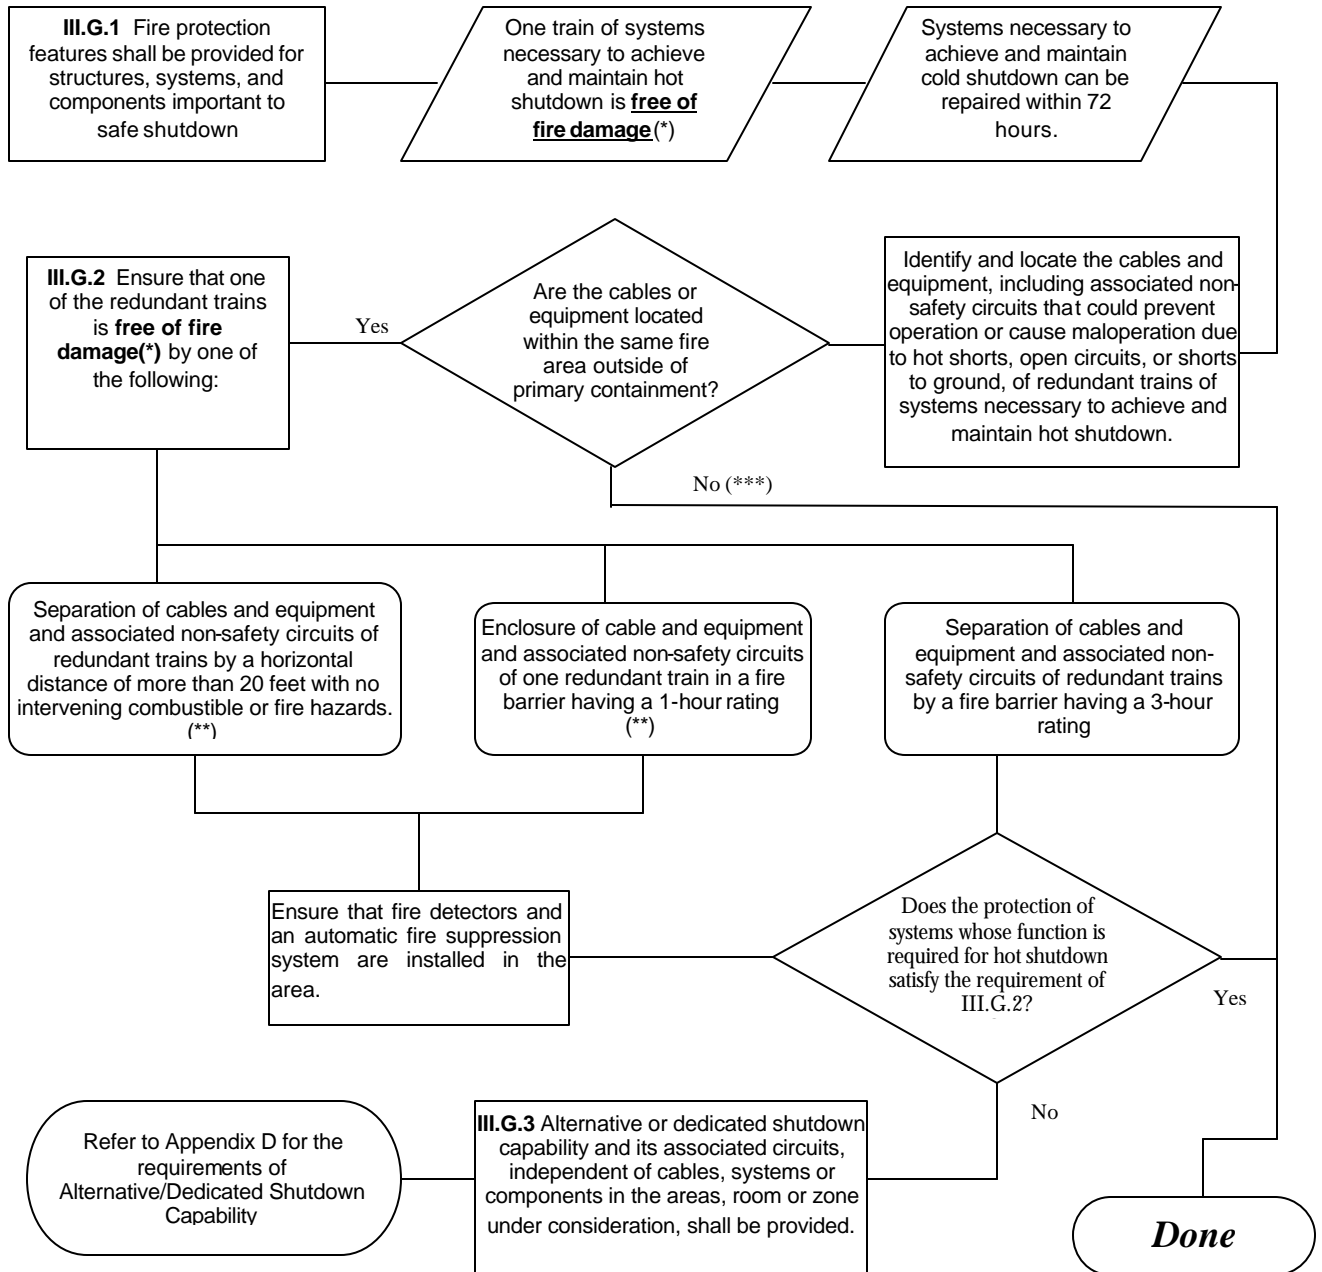 III.G.1 Fire protection
features shall be provided for
structures, systems, and
components important to
safe shutdown
One train of systems
necessary to achieve
and maintain hot
shutdown is free of
fire damage(*)
Systems necessary to
achieve and maintain
cold shutdown can be
repaired within 72
hours.
Identify and locate the cables and
equipment, including associated non-
safety circuits that could prevent
operation or cause maloperation due
to hot shorts, open circuits, or shorts
to ground, of redundant trains of
systems necessary to achieve and
maintain hot shutdown.
Are the cables or
equipment located
within the same fire
area outside of
primary containment?
Yes
No (***)
III.G.2 Ensure that one
of the redundant trains
is free of fire
damage(*) by one of
the following:
Separation of cables and equipment
and associated non-safety circuits of
redundant trains by a horizontal
distance of more than 20 feet with no
intervening combustible or fire hazards.
(**)
Enclosure of cable and equipment
and associated non-safety circuits
of one redundant train in a fire
barrier having a 1-hour rating
(**)
Separation of cables and
equipment and associated non-
safety circuits of redundant trains
by a fire barrier having a 3-hour
rating
Ensure that fire detectors and
an automatic fire suppression
system are installed in the
area.
Does the protection of
systems whose function is
required for hot shutdown
satisfy the requirement of
III.G.2?
Yes
No
III.G.3 Alternative or dedicated shutdown
capability and its associated circuits,
independent of cables, systems or
components in the areas, room or zone
under consideration, shall be provided.
Refer to Appendix D for the
requirements of
Alternative/Dedicated Shutdown
Capability
Done